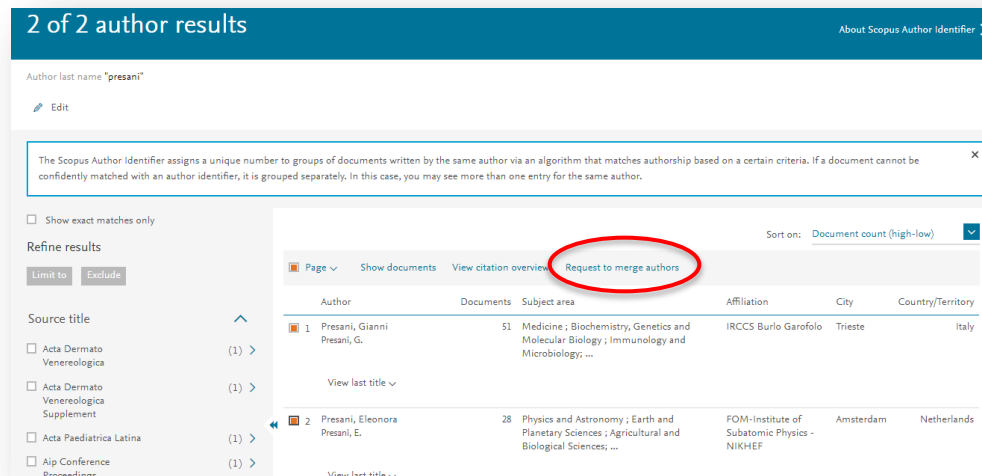 2 of 2 author results
About Scopus Author Identifier
Author last name "presani"
Edit
The Scopus Author Identifier assigns a unique number to groups of documents written by the same author via an algorithm that matches authorship based on a certain criteria. If a document cannot be
confidently matched with an author identifier, it is grouped separately. In this case, you may see more than one entry for the same author.
Show exact matches only
Refine results
Limit to Exclude
Source title
Acta Dermato (1)
Venereologica
Acta Dermato (1)
Venereologica
Supplement
Acta Paediatrica Latina (1)
Aip Conference (1)
Proceedings
Sort on: Document count (high-low)
Page Show documents View citation overview Request to merge authors
Author Documents Subject area Affiliation City Country/Territory
1 Presani, Gianni 51 Medicine ; Biochemistry, Genetics and IRCCS Burlo Garofolo Trieste Italy
Presani, G. Molecular Biology ; Immunology and
Microbiology; ...
View last title
2 Presani, Eleonora 28 Physics and Astronomy ; Earth and FOM-Institute of Amsterdam Netherlands
Presani, E. Planetary Sciences ; Agricultural and Subatomic Physics -
Biological Sciences; ... NIKHEF
View last title